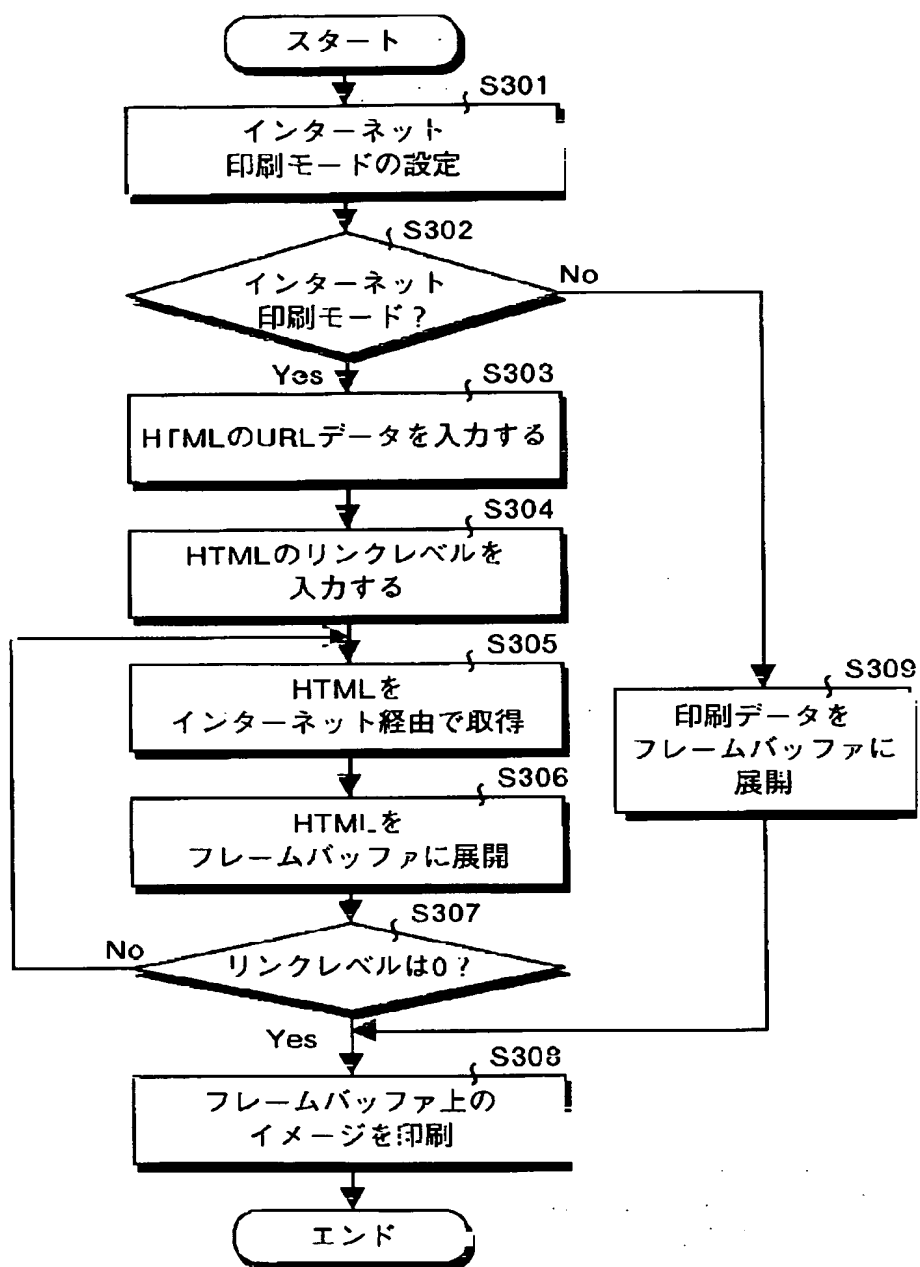 スタート
S301
インターネット
印刷モードの設定
S302
インターネット
印刷モード？
No
Yes
S303
HTMLのURLデータを入力する
S304
HTMLのリンクレベルを
入力する
S305
HTMLを
インターネット経由で取得
S309
印刷データを
フレームバッファに
展開
S306
HTMLを
フレームバッファに展開
S307
リンクレベルは0？
No
Yes
S308
フレームバッファ上の
イメージを印刷
エンド